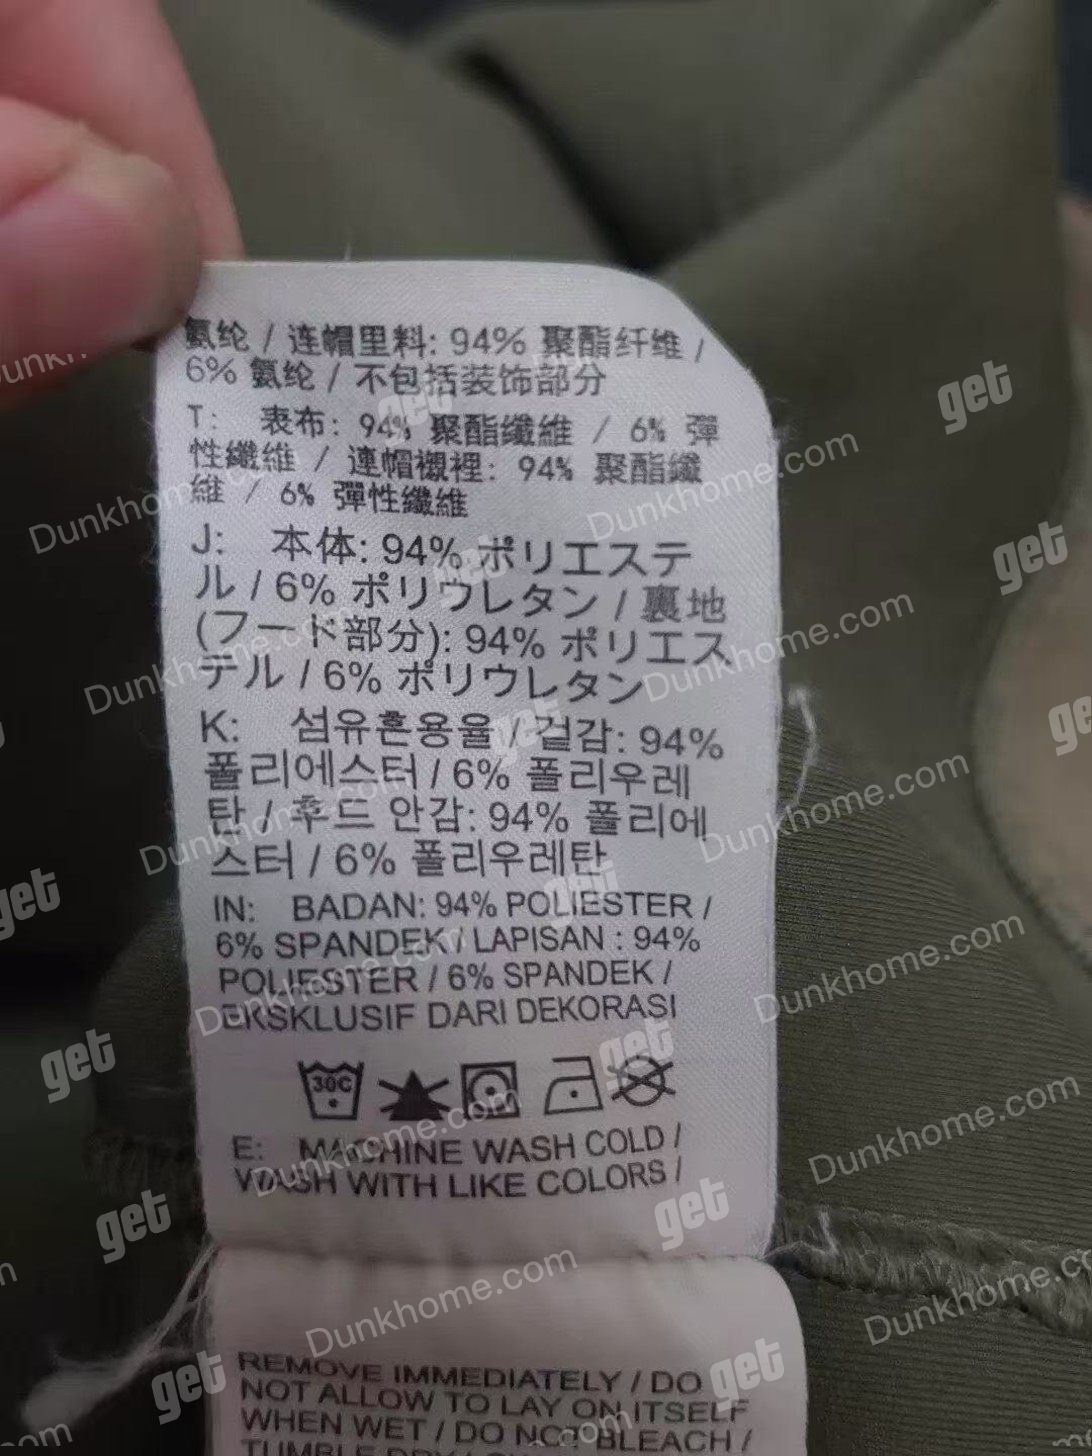 氨纶 / 连帽里料: 94% 聚酯纤维 /
6% 氨纶 / 不包括装饰部分
T: 表布: 94% 聚酯纖維 / 6% 彈
性纖維 / 連帽襯裡: 94% 聚酯纖
維 / 6% 彈性纖維
J: 本体: 94% ポリエステ
ル / 6% ポリウレタン / 裏地
(フード部分): 94% ポリエス
テル / 6% ポリウレタン
K: 섬유혼용율 / 겉감: 94%
폴리에스터 / 6% 폴리우레
탄 / 후드 안감: 94% 폴리에
스터 / 6% 폴리우레탄
IN: BADAN: 94% POLIESTER /
6% SPANDEK / LAPISAN : 94%
POLIESTER / 6% SPANDEK /
EKSKLUSIF DARI DEKORASI
30C
E: MACHINE WASH COLD /
WASH WITH LIKE COLORS /
REMOVE IMMEDIATELY / DO
NOT ALLOW TO LAY ON ITSELF
WHEN WET / DO NOT BLEACH /
TUMBLE DRY
get
Dunkhome.com